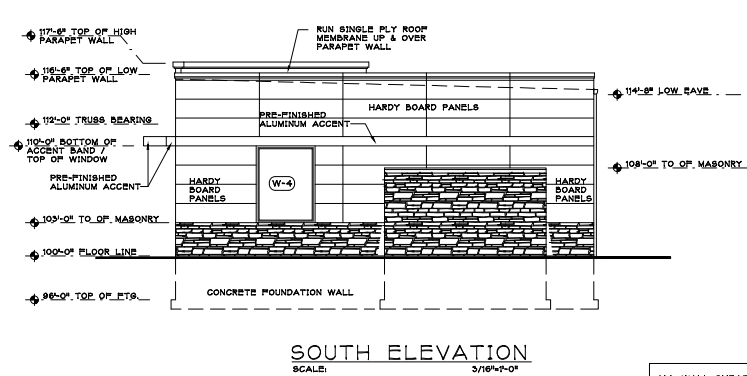 117'-6" TOP OF HIGH
PARAPET WALL
RUN SINGLE PLY ROOF
MEMBRANE UP & OVER
PARAPET WALL
116'-6" TOP OF LOW
PARAPET WALL
114'-8" LOW EAVE
HARDY BOARD PANELS
112'-0" TRUSS BEARING
PRE-FINISHED
ALUMINUM ACCENT
110'-0" BOTTOM OF
ACCENT BAND /
TOP OF WINDOW
108'-0" TO OF MASONRY
PRE-FINISHED
ALUMINUM ACCENT
HARDY
BOARD
PANELS
W-4
HARDY
BOARD
PANELS
103'-0" TO OF MASONRY
100'-0" FLOOR LINE
96'-0" TOP OF FTG.
CONCRETE FOUNDATION WALL
SOUTH ELEVATION
SCALE: 3/16"=1'-0"